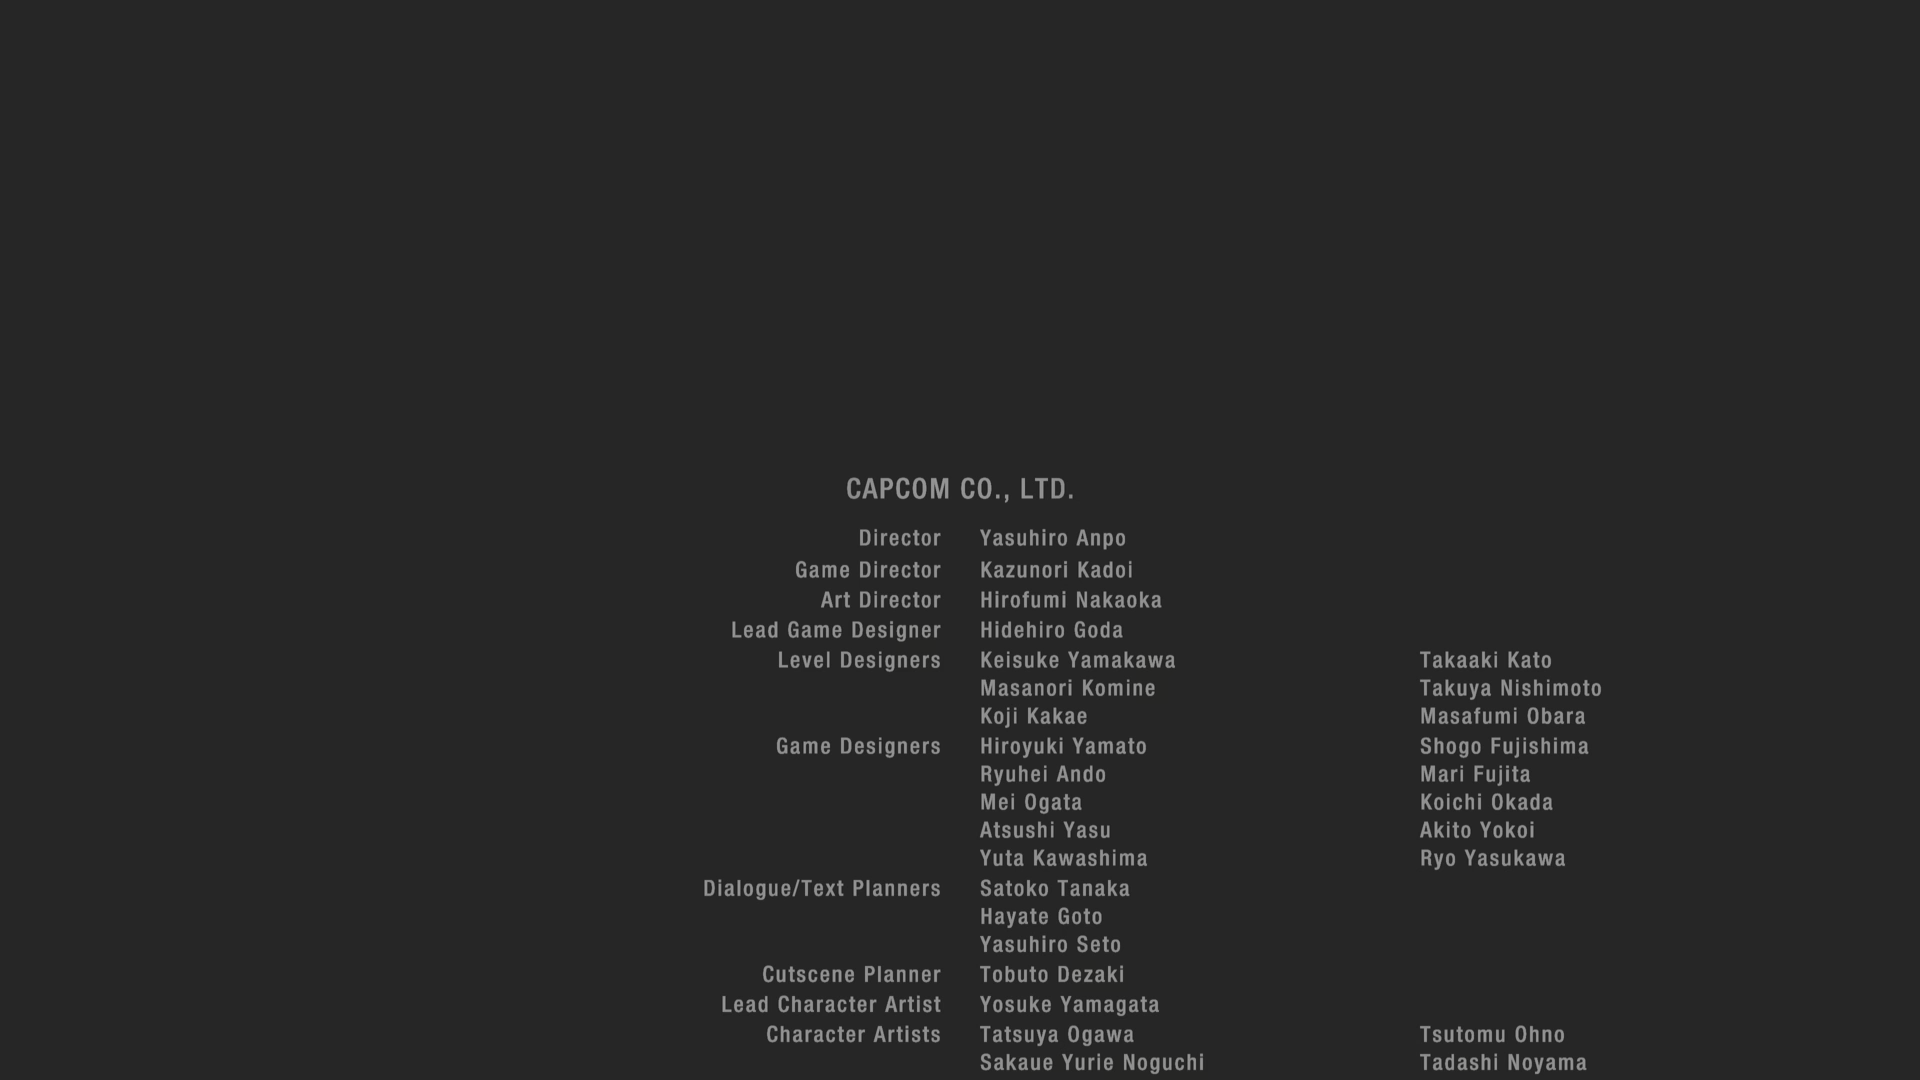 CAPCOM CO., LTD.
Director Yasuhiro Anpo
Game Director Kazunori Kadoi
Art Director Hirofumi Nakaoka
Lead Game Designer Hidehiro Goda
Level Designers Keisuke Yamakawa Takaaki Kato
Masanori Komine Takuya Nishimoto
Koji Kakae Masafumi Obara
Game Designers Hiroyuki Yamato Shogo Fujishima
Ryuhei Ando Mari Fujita
Mei Ogata Koichi Okada
Atsushi Yasu Akito Yokoi
Yuta Kawashima Ryo Yasukawa
Dialogue/Text Planners Satoko Tanaka
Hayate Goto
Yasuhiro Seto
Cutscene Planner Tobuto Dezaki
Lead Character Artist Yosuke Yamagata
Character Artists Tatsuya Ogawa Tsutomu Ohno
Sakaue Yurie Noguchi Tadashi Noyama